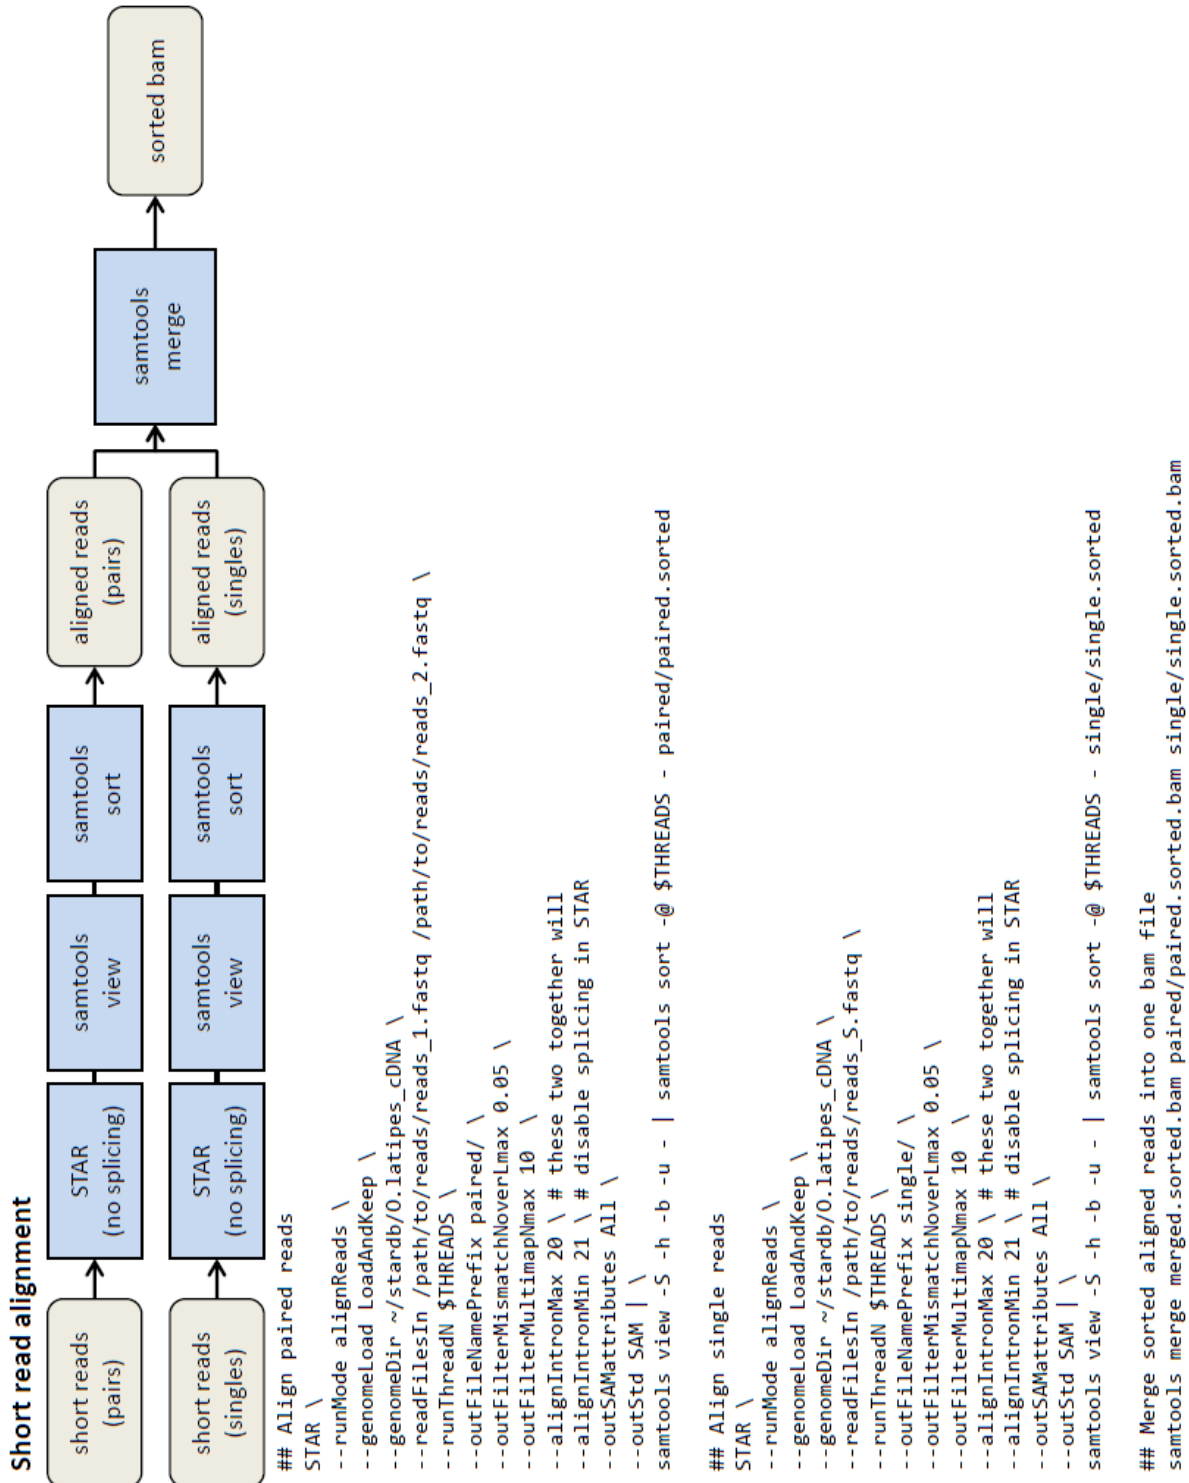 Short read alignment
short reads
(pairs)
STAR
(no splicing)
samtools
view
samtools
sort
aligned reads
(pairs)
short reads
(singles)
STAR
(no splicing)
samtools
view
samtools
sort
aligned reads
(singles)
samtools
merge
sorted bam
## Align paired reads
STAR \
--runMode alignReads \
--genomeLoad LoadAndKeep \
--genomeDir ~/stardb/O.latipes_cDNA \
--readFilesIn /path/to/reads/reads_1.fastq /path/to/reads/reads_2.fastq \
--runThreadN $THREADS \
--outFileNamePrefix paired/ \
--outFilterMismatchNoverLmax 0.05 \
--outFilterMultimapNmax 10 \
--alignIntronMax 20 \ # these two together will
--alignIntronMin 21 \ # disable splicing in STAR
--outSAMattributes All \
--outStd SAM | \
samtools view -S -h -b -u - | samtools sort -@ $THREADS - paired/paired.sorted
## Align single reads
STAR \
--runMode alignReads \
--genomeLoad LoadAndKeep \
--genomeDir ~/stardb/O.latipes_cDNA \
--readFilesIn /path/to/reads/reads_S.fastq \
--runThreadN $THREADS \
--outFileNamePrefix single/ \
--outFilterMismatchNoverLmax 0.05 \
--outFilterMultimapNmax 10 \
--alignIntronMax 20 \ # these two together will
--alignIntronMin 21 \ # disable splicing in STAR
--outSAMattributes All \
--outStd SAM | \
samtools view -S -h -b -u - | samtools sort -@ $THREADS - single/single.sorted
## Merge sorted aligned reads into one bam file
samtools merge merged.sorted.bam paired/paired.sorted.bam single/single.sorted.bam